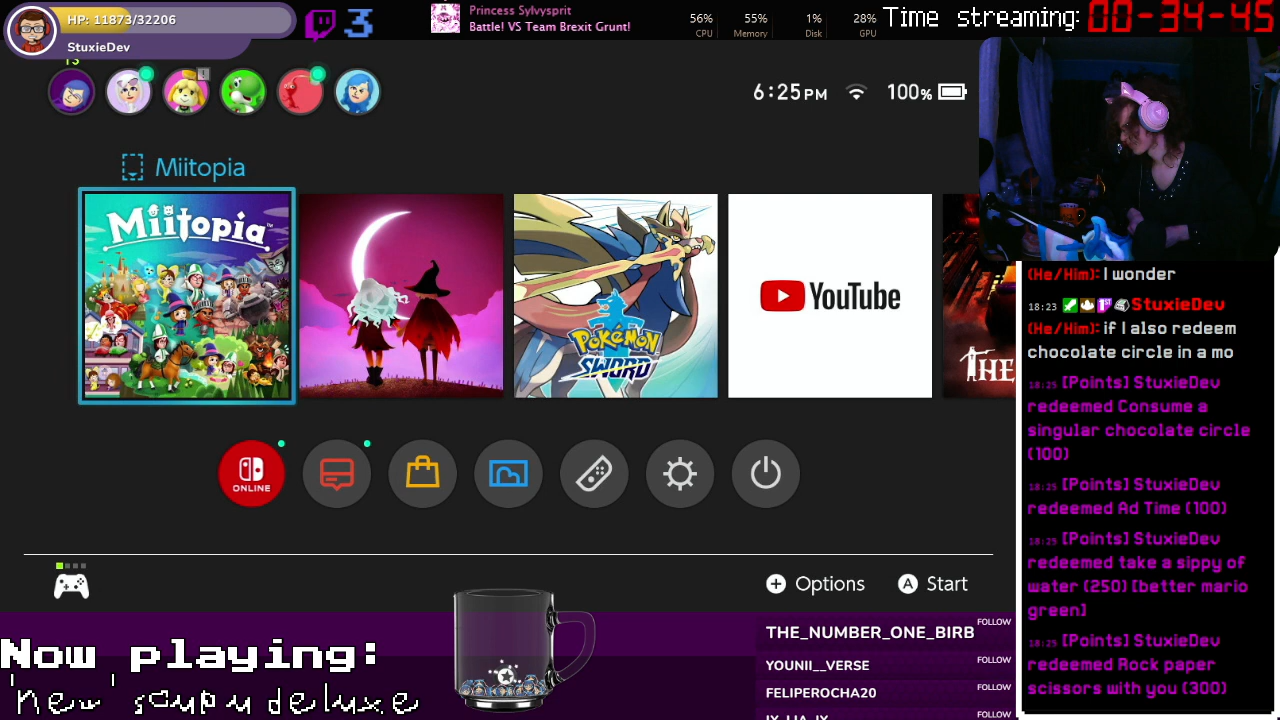 HP: 11873/32206
StuxieDev
3
Princess Sylvysprit
Battle! VS Team Brexit Grunt!
56% 55% 1% 28%
CPU Memory Disk GPU
Time streaming: 00-34-45
13
6:25PM 100%
Miitopia
Miitopia
Pokémon
SWORD
YouTube
THE
ONLINE
Options Start
Now playing:
'new' soup u deluxe
THE_NUMBER_ONE_BIRB FOLLOW
YOUNII__VERSE FOLLOW
FELIPEROCHA20 FOLLOW
FOLLOW
(He/Him): I wonder
18:23 StuxieDev
(He/Him): if I also redeem
chocolate circle in a mo
18:25 [Points] StuxieDev
redeemed Consume a
singular chocolate circle
(100)
18:25 [Points] StuxieDev
redeemed Ad Time (100)
18:25 [Points] StuxieDev
redeemed take a sippy of
water (250) [better mario
green]
18:25 [Points] StuxieDev
redeemed Rock paper
scissors with you (300)